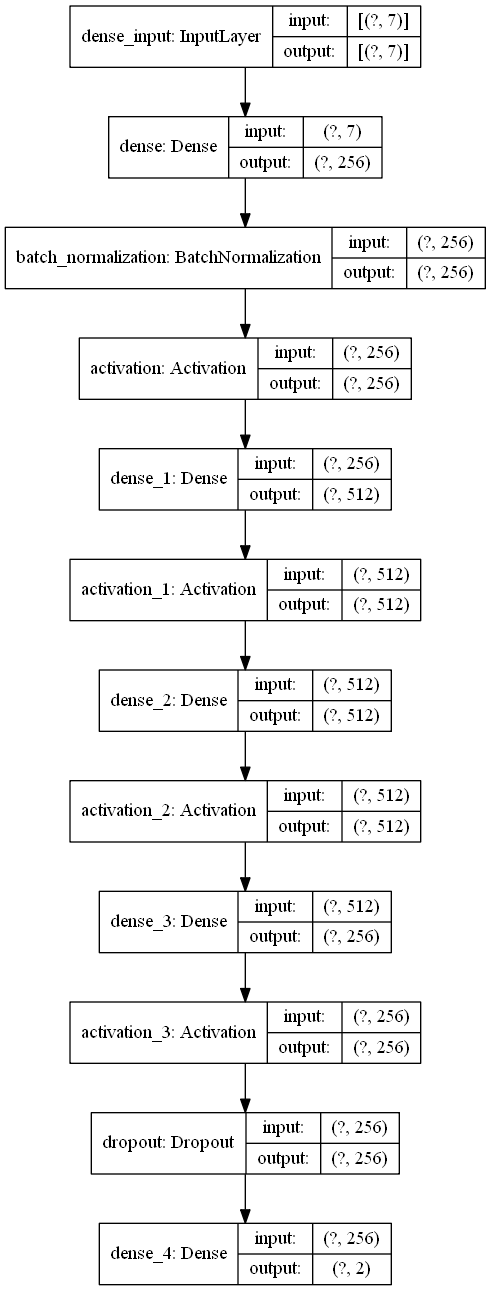 dense_input: InputLayer
input: [(?, 7)]
output: [(?, 7)]
dense: Dense
input: (?, 7)
output: (?, 256)
batch_normalization: BatchNormalization
input: (?, 256)
output: (?, 256)
activation: Activation
input: (?, 256)
output: (?, 256)
dense_1: Dense
input: (?, 256)
output: (?, 512)
activation_1: Activation
input: (?, 512)
output: (?, 512)
dense_2: Dense
input: (?, 512)
output: (?, 512)
activation_2: Activation
input: (?, 512)
output: (?, 512)
dense_3: Dense
input: (?, 512)
output: (?, 256)
activation_3: Activation
input: (?, 256)
output: (?, 256)
dropout: Dropout
input: (?, 256)
output: (?, 256)
dense_4: Dense
input: (?, 256)
output: (?, 2)